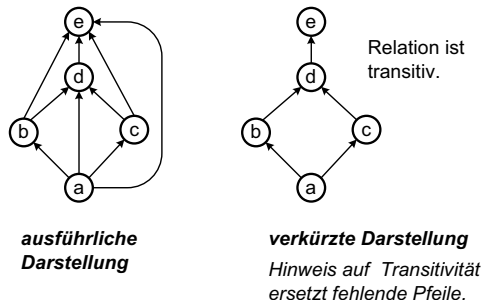 e
d
b
c
a
ausführliche
Darstellung
e
d
b
c
a
Relation ist
transitiv.
verkürzte Darstellung
Hinweis auf Transitivität
ersetzt fehlende Pfeile.